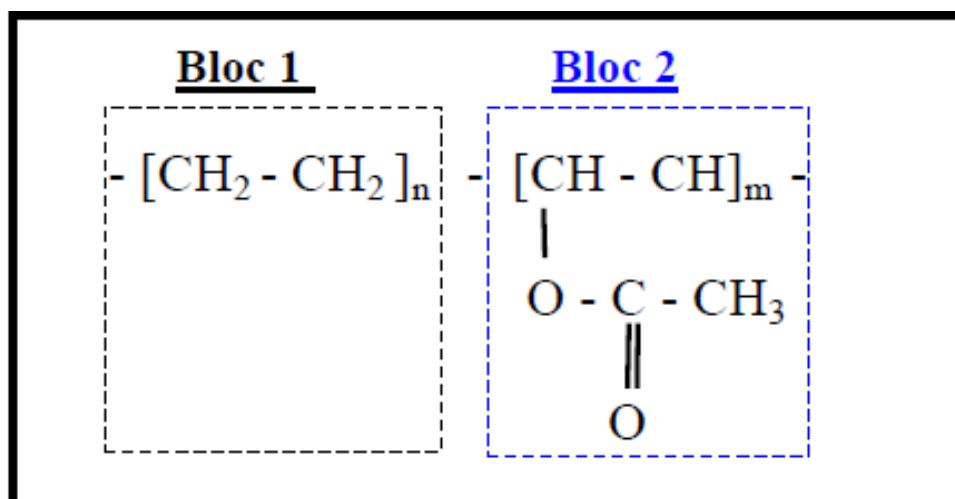 Bloc 1 Bloc 2
- [CH₂ - CH₂ ]ₙ - [CH - CH]ₘ -
O - C - CH₃
O